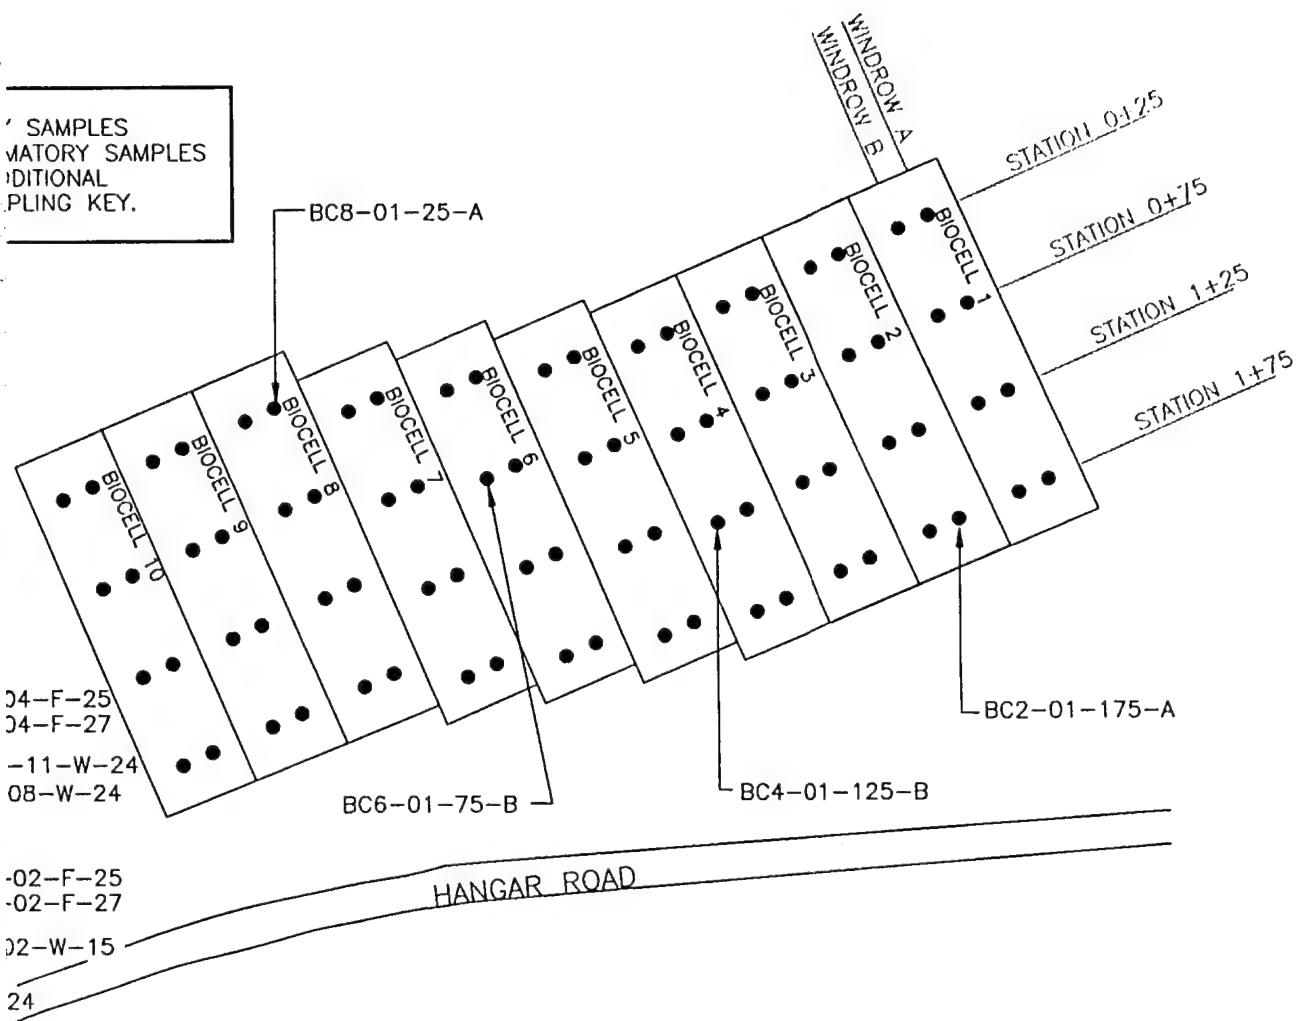 SAMPLES
MATORY SAMPLES
DITIONAL
PLING KEY.
WINDROW A
WINDROW B
STATION 0+25
STATION 0+75
STATION 1+25
STATION 1+75
BC8-01-25-A
BIOCELL 1
BIOCELL 2
BIOCELL 3
BIOCELL 4
BIOCELL 5
BIOCELL 6
BIOCELL 7
BIOCELL 8
BIOCELL 9
BIOCELL 10
04-F-25
04-F-27
-11-W-24
08-W-24
BC2-01-175-A
BC4-01-125-B
BC6-01-75-B
-02-F-25
-02-F-27
02-W-15
24
HANGAR ROAD